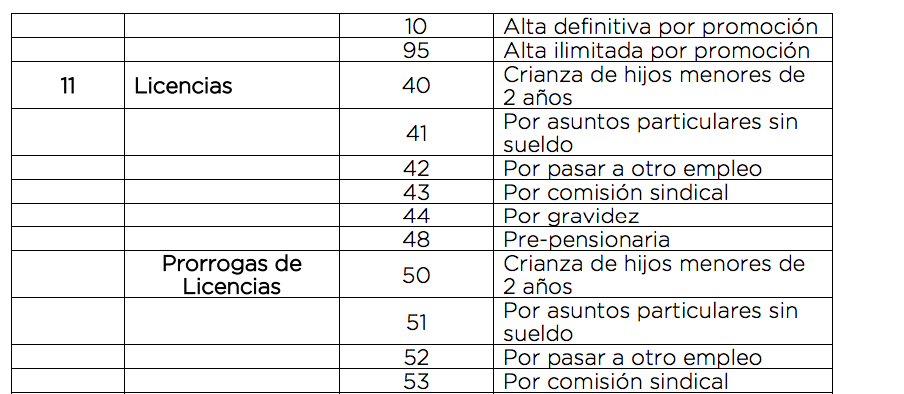 10 Alta definitiva por promoción
95 Alta ilimitada por promoción
11 Licencias 40 Crianza de hijos menores de
2 años
41 Por asuntos particulares sin
sueldo
42 Por pasar a otro empleo
43 Por comisión sindical
44 Por gravidez
48 Pre-pensionaria
Prorrogas de
Licencias 50 Crianza de hijos menores de
2 años
51 Por asuntos particulares sin
sueldo
52 Por pasar a otro empleo
53 Por comisión sindical